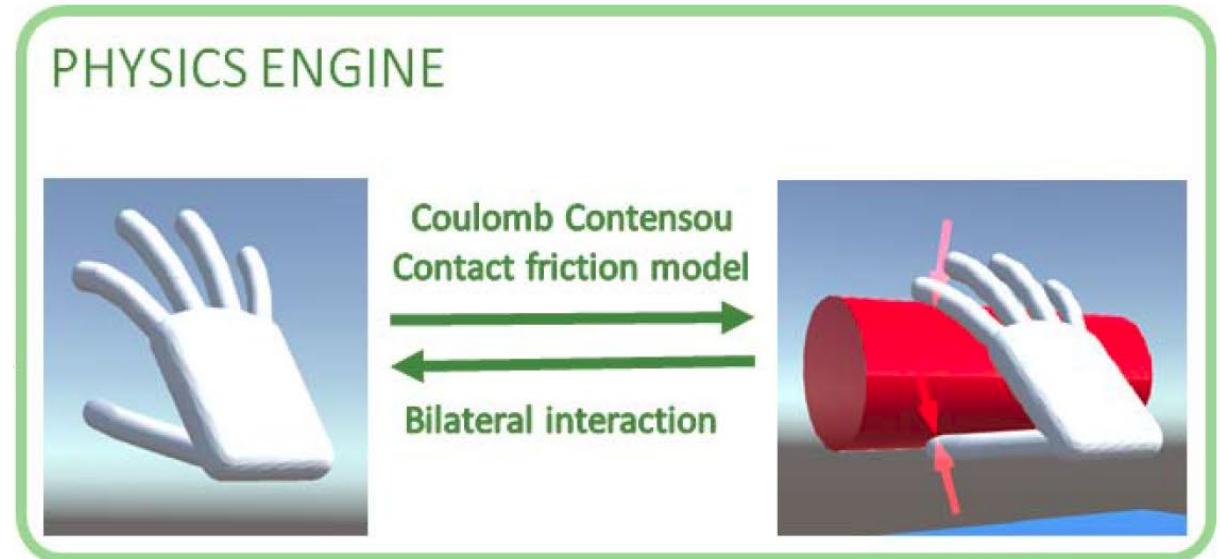 PHYSICS ENGINE
Coulomb Contensou
Contact friction model
Bilateral interaction